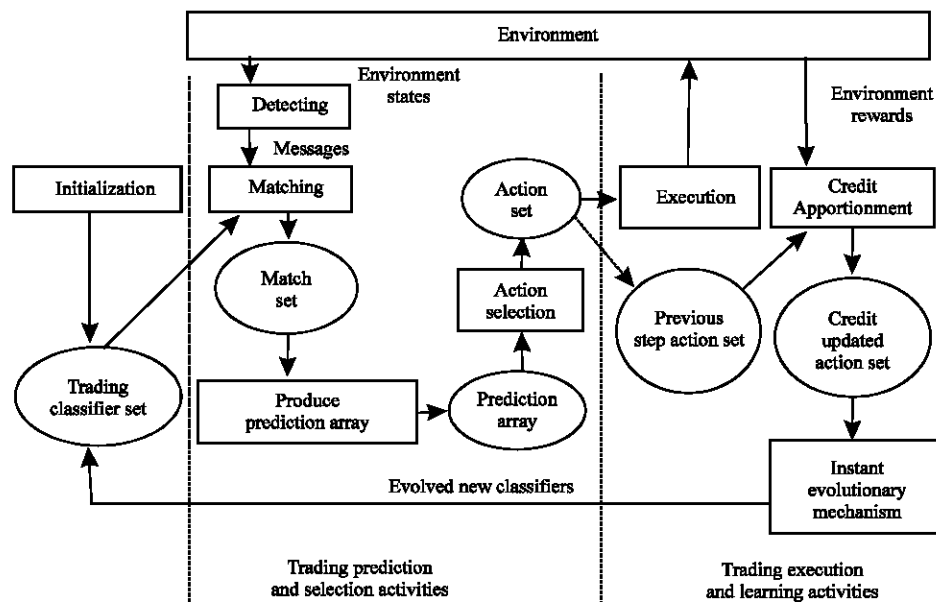 Environment
Environment
states
Detecting
Environment
rewards
Messages
Initialization
Matching
Action
set
Execution
Credit
Apportionment
Match
set
Action
selection
Previous
step action set
Credit
updated
action set
Trading
classifier set
Produce
prediction array
Prediction
array
Instant
evolutionary
mechanism
Evolved new classifiers
Trading prediction
and selection activities
Trading execution
and learning activities